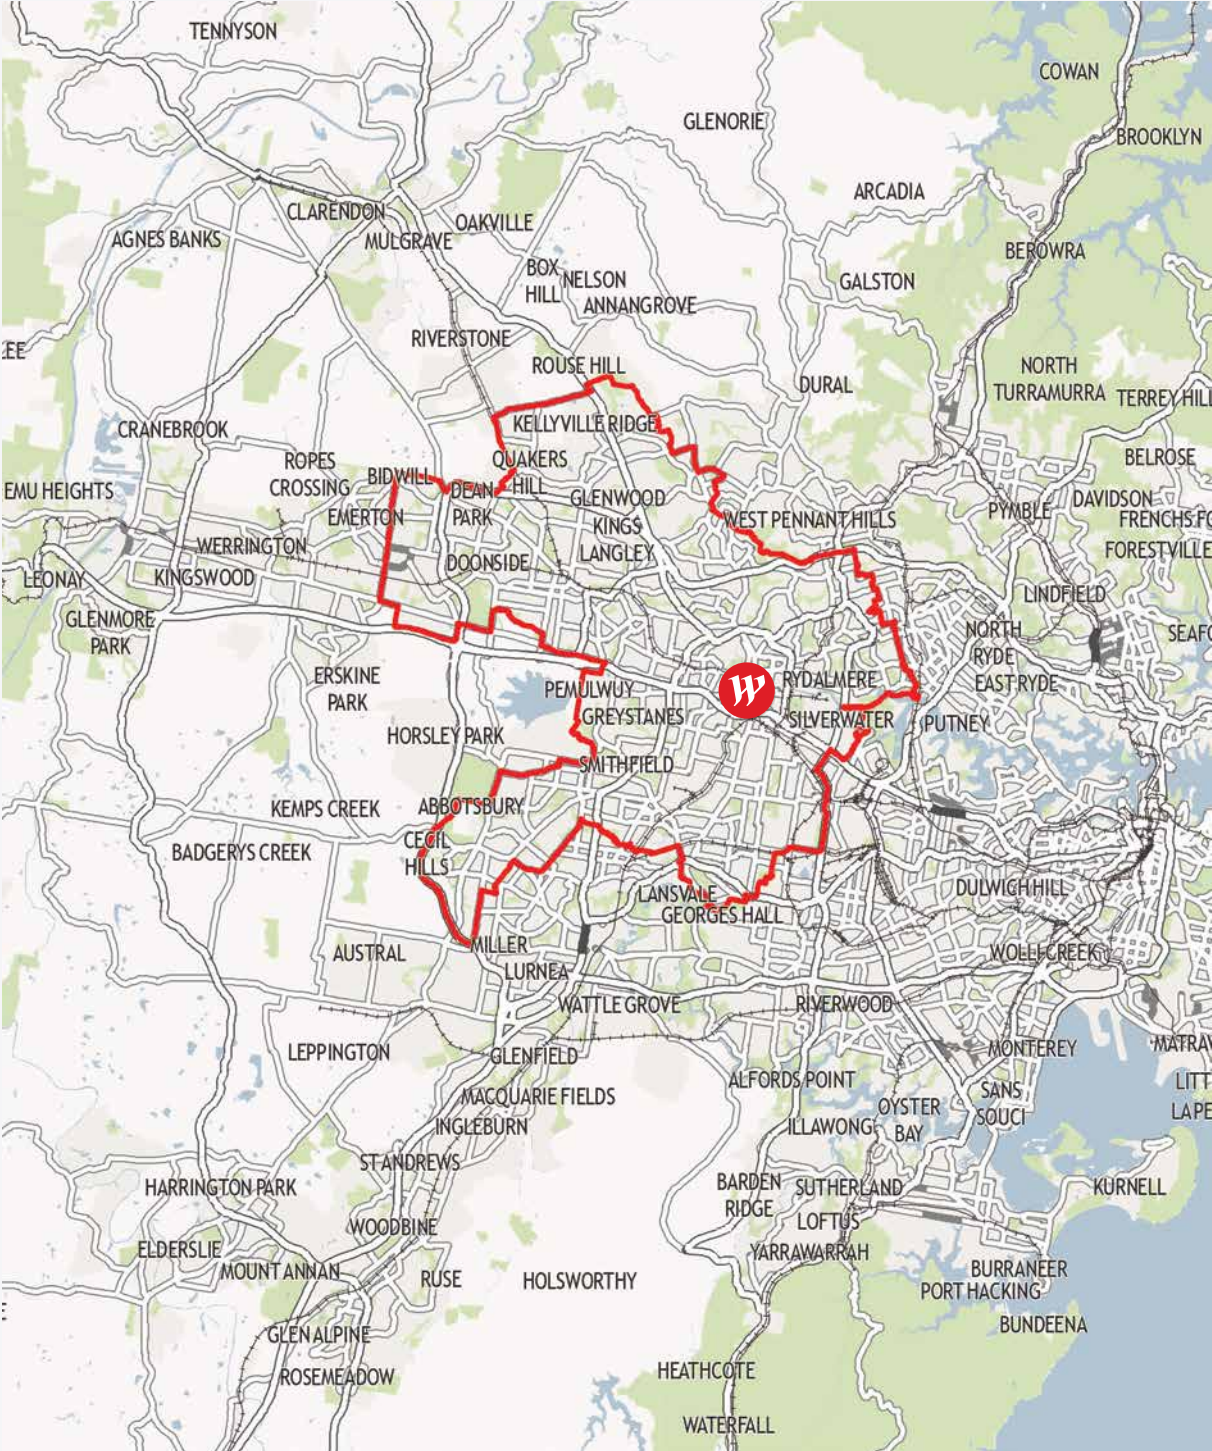 TENNYSON
COWAN
GLENORIE
BROOKLYN
ARCADIA
CLARENDON
OAKVILLE
AGNES BANKS
MULGRAVE
BEROWRA
BOX
HILL
NELSON
GALSTON
ANNANGROVE
RIVERSTONE
LEE
ROUSE HILL
NORTH
TURRAMURRA
DURAL
TERREY HILL
KELLYVILLE RIDGE
CRANEBROOK
QUAKERS
HILL
BELROSE
ROPES
CROSSING
BIDWILL
EMU HEIGHTS
DEAN
PARK
GLENWOOD
DAVIDSON
PYMBLE
EMERTON
KINGS
LANGLEY
WEST PENNANT HILLS
FRENCHS FO
WERRINGTON
FORESTVILLE
DOONSIDE
LEONAY
KINGSWOOD
LINDFIELD
GLENMORE
PARK
NORTH
RYDE
SEAFO
ERSKINE
PARK
RYDALMERE
EAST RYDE
PEMULWUY
W
GREYSTANES
SILVERWATER
PUTNEY
HORSLEY PARK
SMITHFIELD
KEMPS CREEK
ABBOTSBURY
CECIL
HILLS
BADGERYS CREEK
LANSVALE
DULWICH HILL
GEORGES HALL
AUSTRAL
MILLER
WOLLI CREEK
LURNEA
WATTLE GROVE
RIVERWOOD
LEPPINGTON
GLENFIELD
MONTEREY
MATRAV
ALFORDS POINT
LITT
LAPE
MACQUARIE FIELDS
SANS
SOUCI
OYSTER
BAY
INGLEBURN
ILLAWONG
ST ANDREWS
HARRINGTON PARK
BARDEN
RIDGE
SUTHERLAND
KURNELL
WOODBINE
LOFTUS
ELDERSLIE
YARRAWARRAH
MOUNT ANNAN
RUSE
HOLSWORTHY
BURRANEER
PORT HACKING
E
GLEN ALPINE
BUNDEENA
ROSEMEADOW
HEATHCOTE
WATERFALL